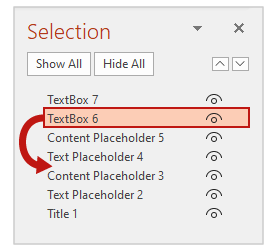 Selection
Show All Hide All
TextBox 7
TextBox 6
Content Placeholder 5
Text Placeholder 4
Content Placeholder 3
Text Placeholder 2
Title 1